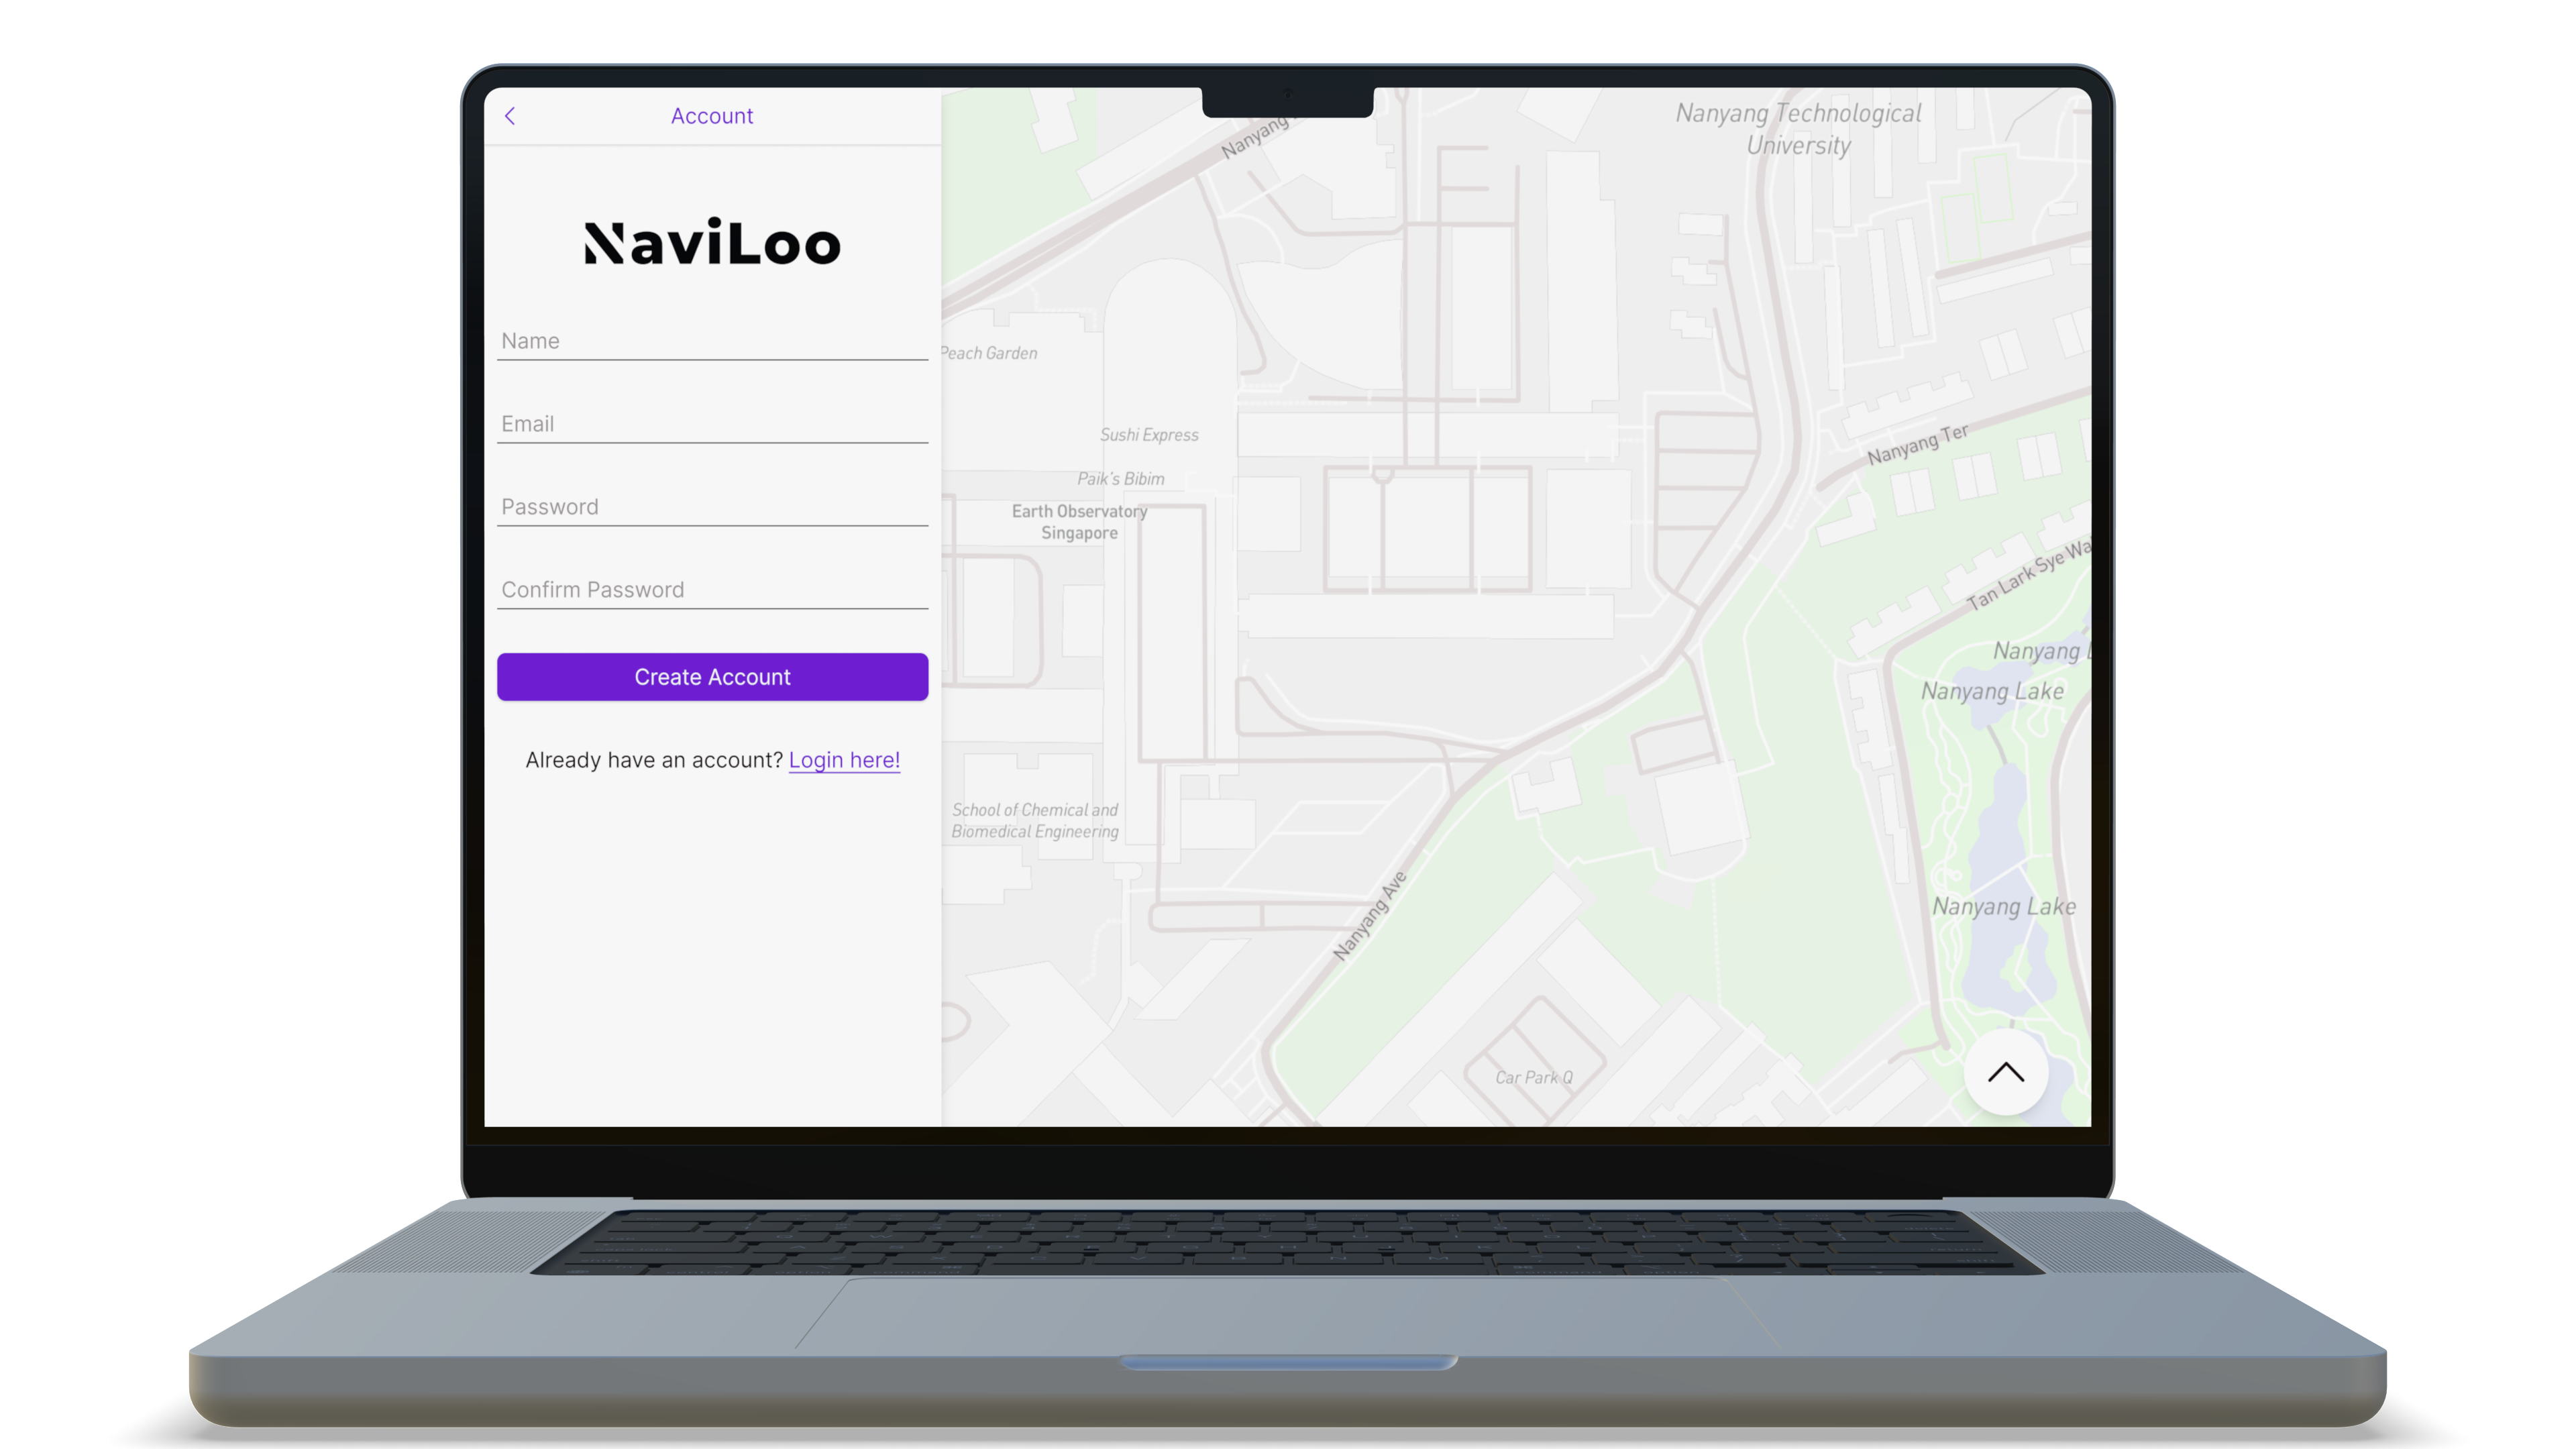 Account
NaviLoo
Name
Email
Password
Confirm Password
Create Account
Already have an account? Login here!
Nanyang
Nanyang Technological
University
Peach Garden
Sushi Express
Paik's Bibim
Earth Observatory
Singapore
Nanyang Ter
Tan Lark Sye Wa
Nanyang L
Nanyang Lake
School of Chemical and
Biomedical Engineering
Nanyang Ave
Nanyang Lake
Car Park Q